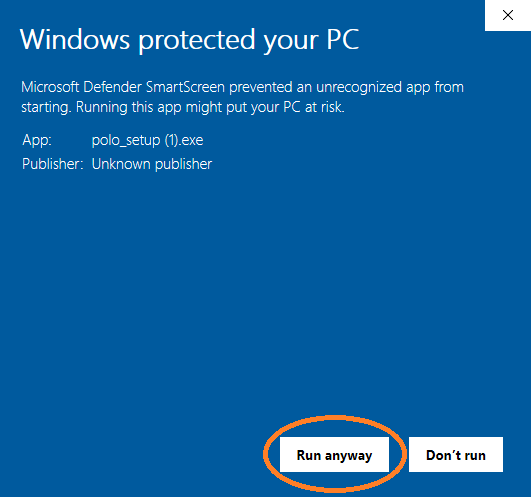 Windows protected your PC
Microsoft Defender SmartScreen prevented an unrecognized app from
starting. Running this app might put your PC at risk.
App: polo_setup (1).exe
Publisher: Unknown publisher
Run anyway Don’t run